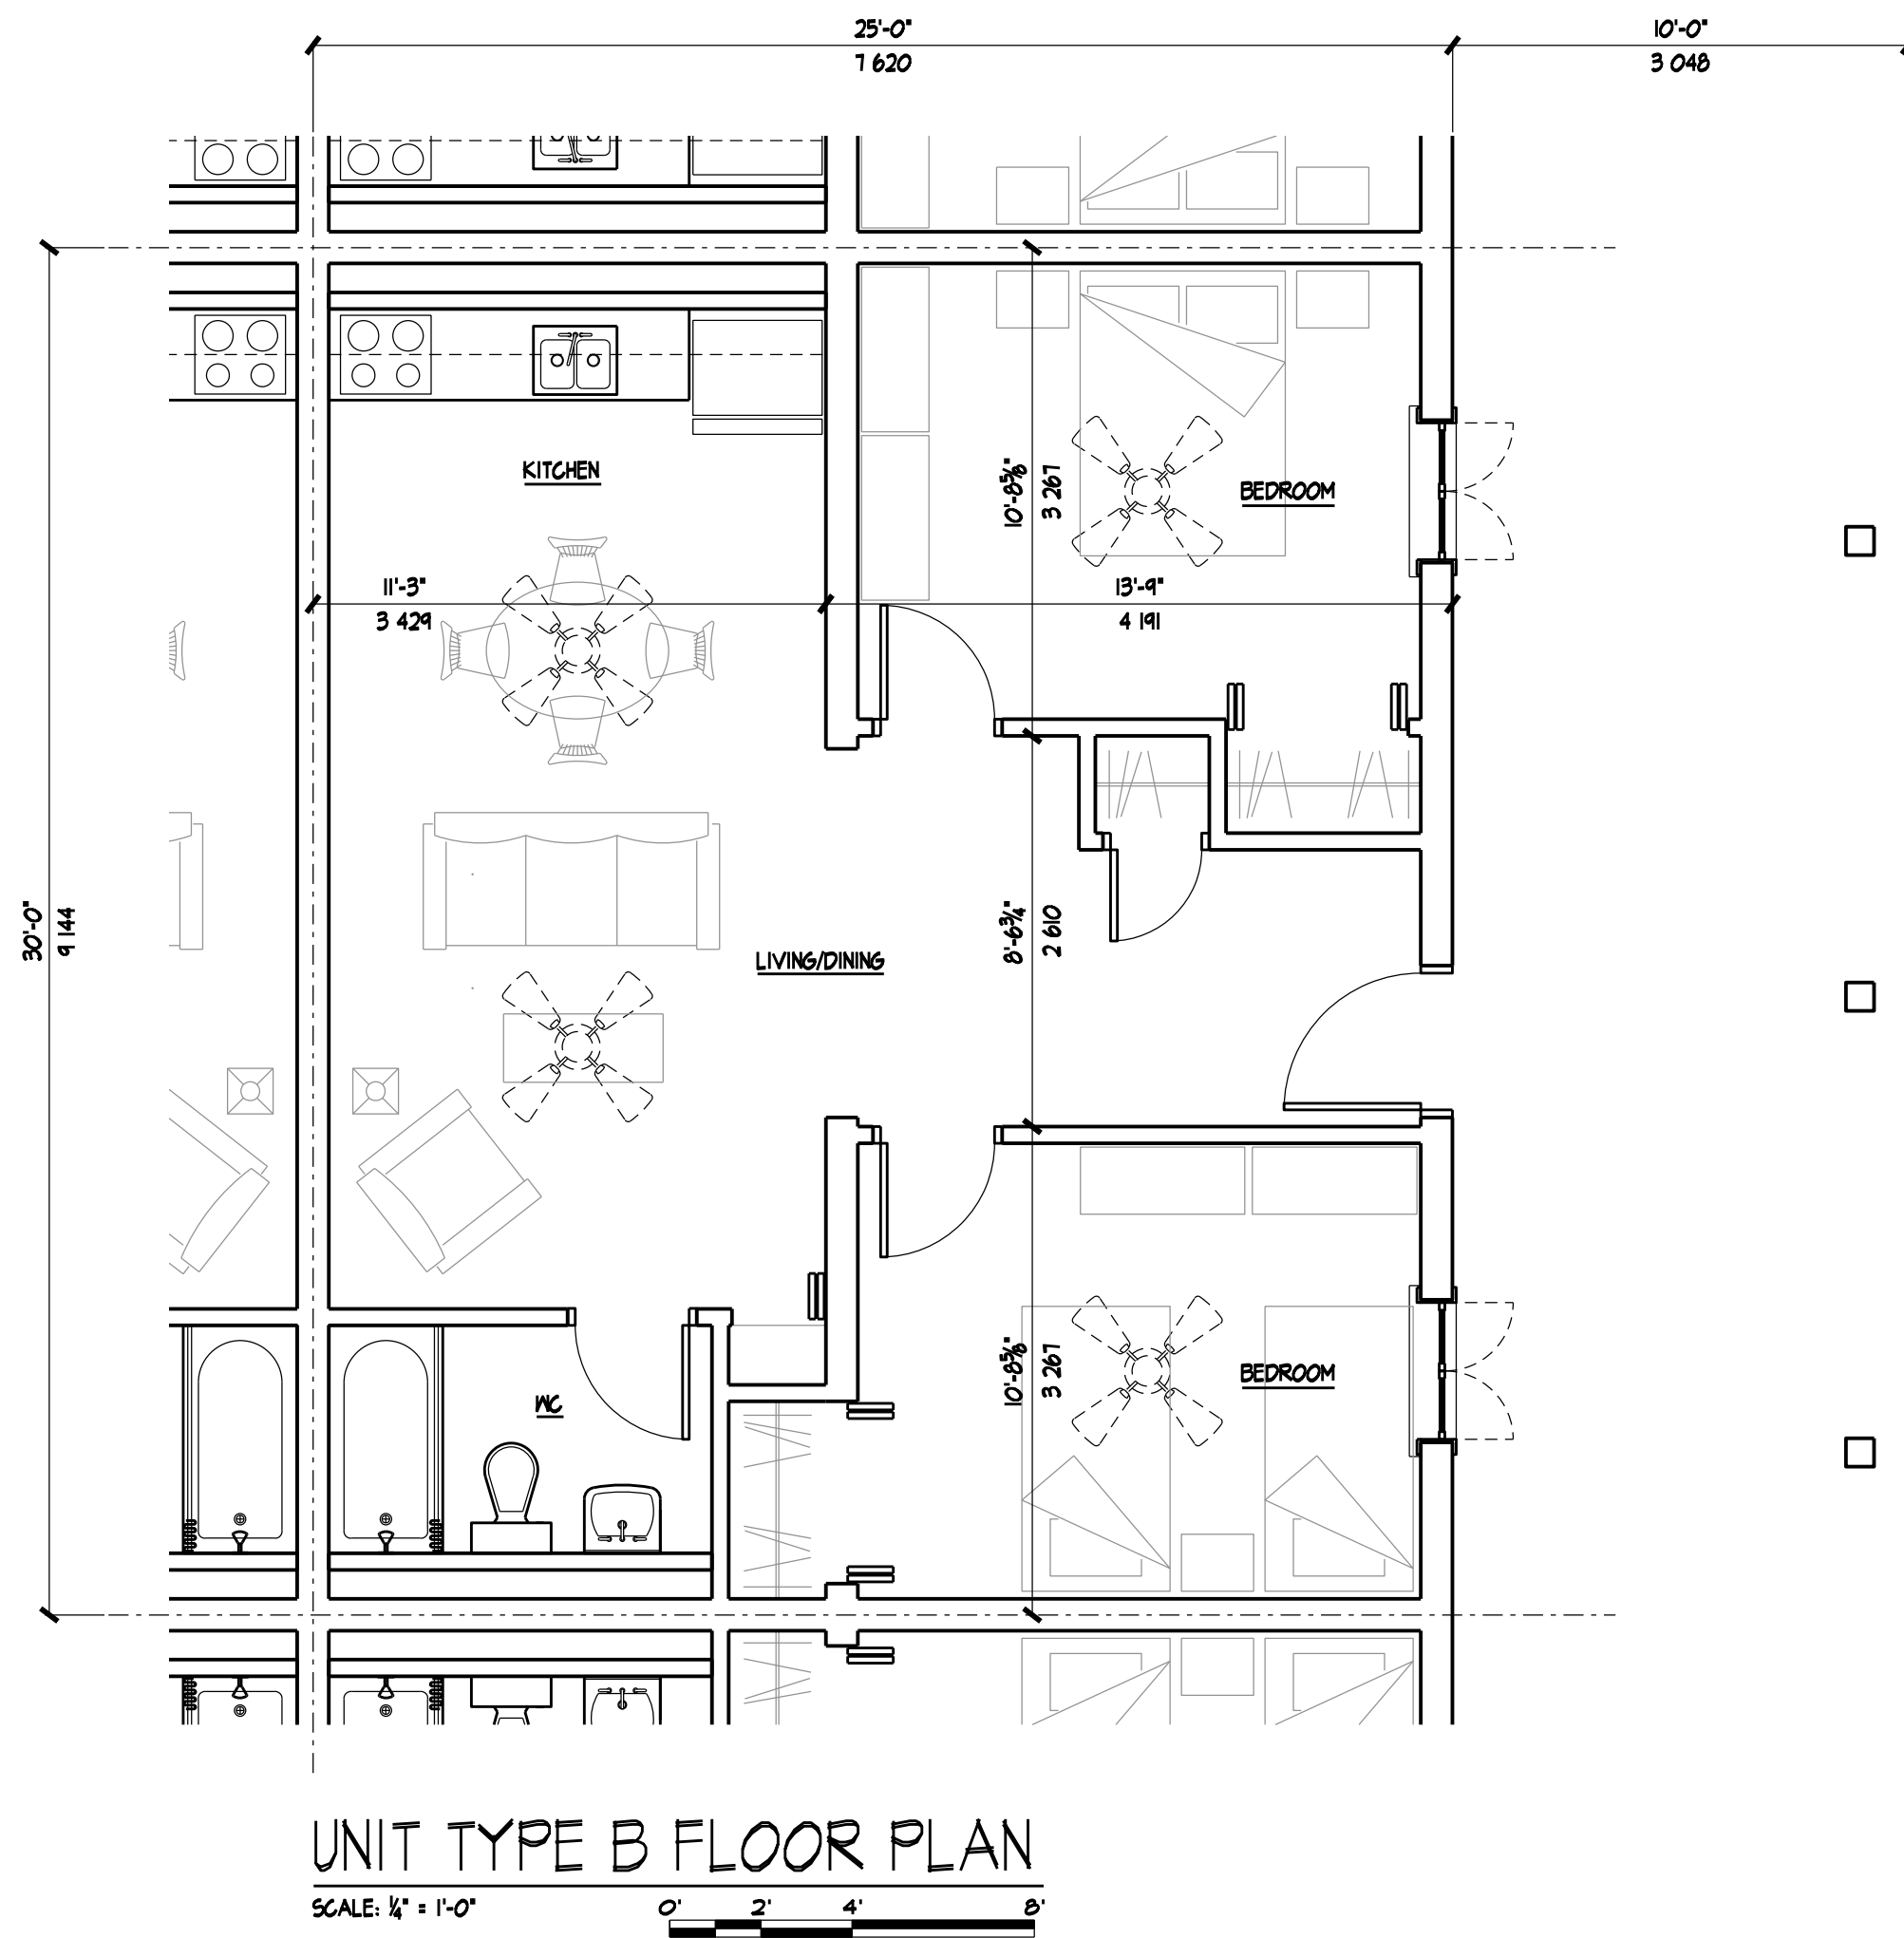 25'-0" 10'-0"
7 620 3 048
KITCHEN
10'-8⅝"
3 267
BEDROOM
11'-3" 13'-9"
3 429 4 191
30'-0"
9 144
8'-6¾"
2 610
LIVING/DINING
10'-8⅝"
3 267
BEDROOM
WC
UNIT TYPE B FLOOR PLAN
SCALE: ¼" = 1'-0" 0' 2' 4' 8'